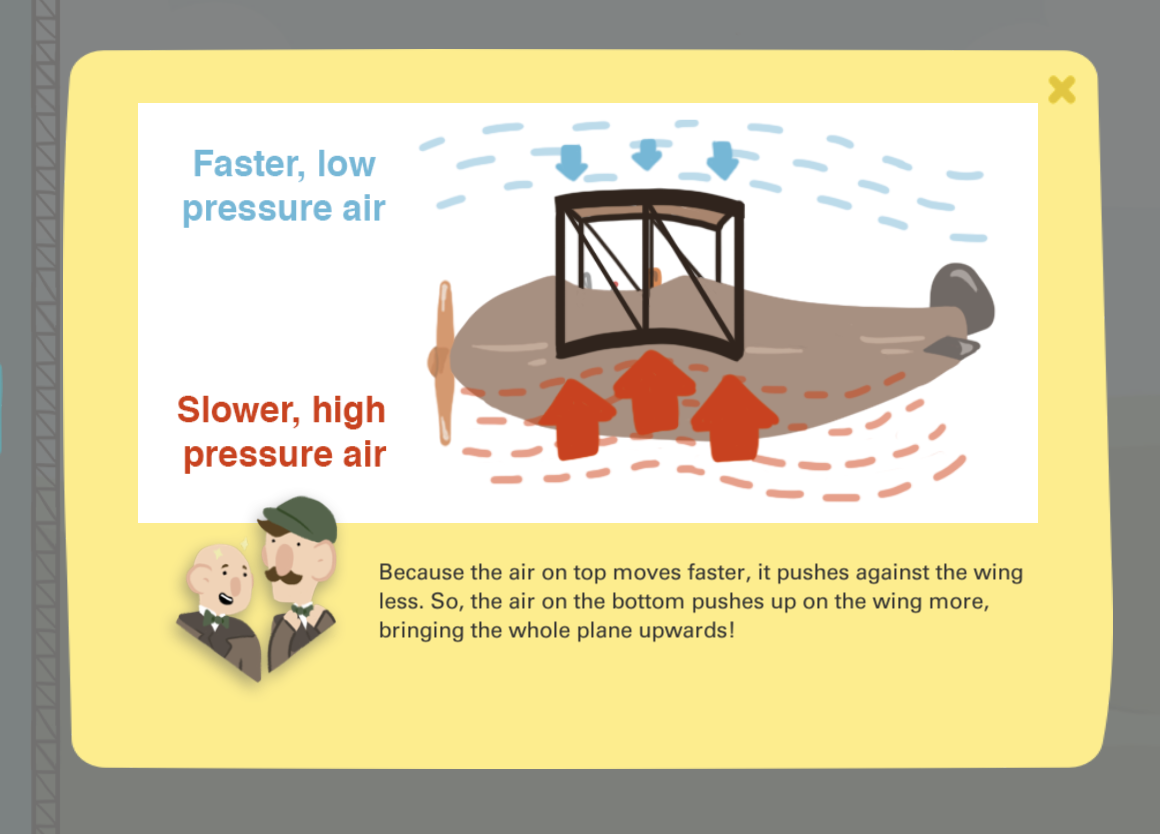 Faster, low
pressure air
Slower, high
pressure air
Because the air on top moves faster, it pushes against the wing
less. So, the air on the bottom pushes up on the wing more,
bringing the whole plane upwards!